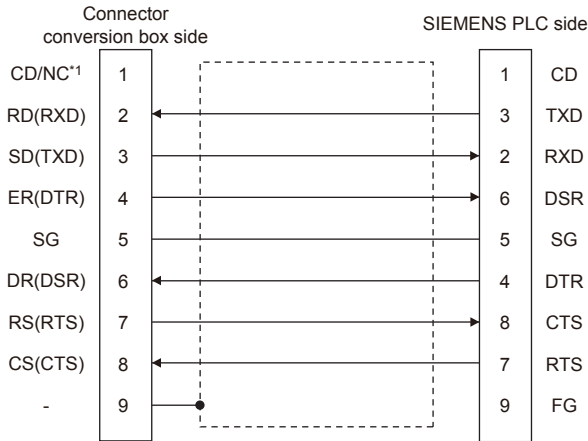 Connector
conversion box side
SIEMENS PLC side
CD/NC*1 1 1 CD
RD(RXD) 2 3 TXD
SD(TXD) 3 2 RXD
ER(DTR) 4 6 DSR
SG 5 5 SG
DR(DSR) 6 4 DTR
RS(RTS) 7 8 CTS
CS(CTS) 8 7 RTS
- 9 9 FG